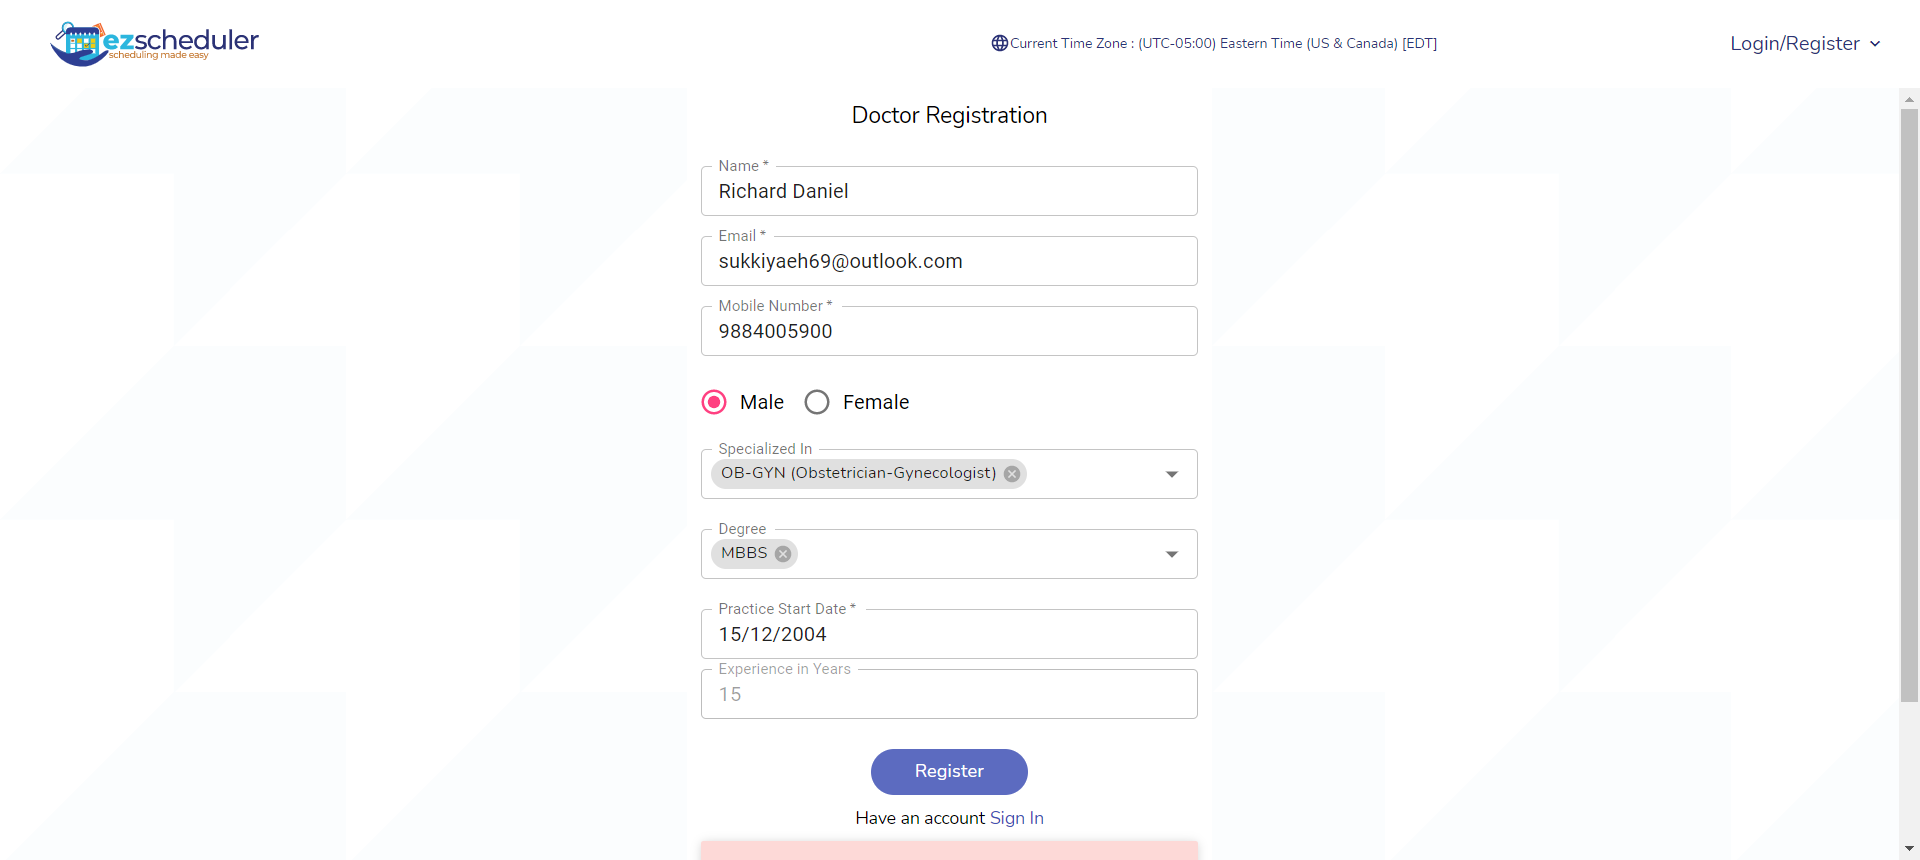 ezscheduler
scheduling made easy
Current Time Zone : (UTC-05:00) Eastern Time (US & Canada) [EDT]
Login/Register
Doctor Registration
Name *
Richard Daniel
Email *
sukkiyaeh69@outlook.com
Mobile Number *
9884005900
Male Female
Specialized In
OB-GYN (Obstetrician-Gynecologist)
Degree
MBBS
Practice Start Date *
15/12/2004
Experience in Years
15
Register
Have an account Sign In